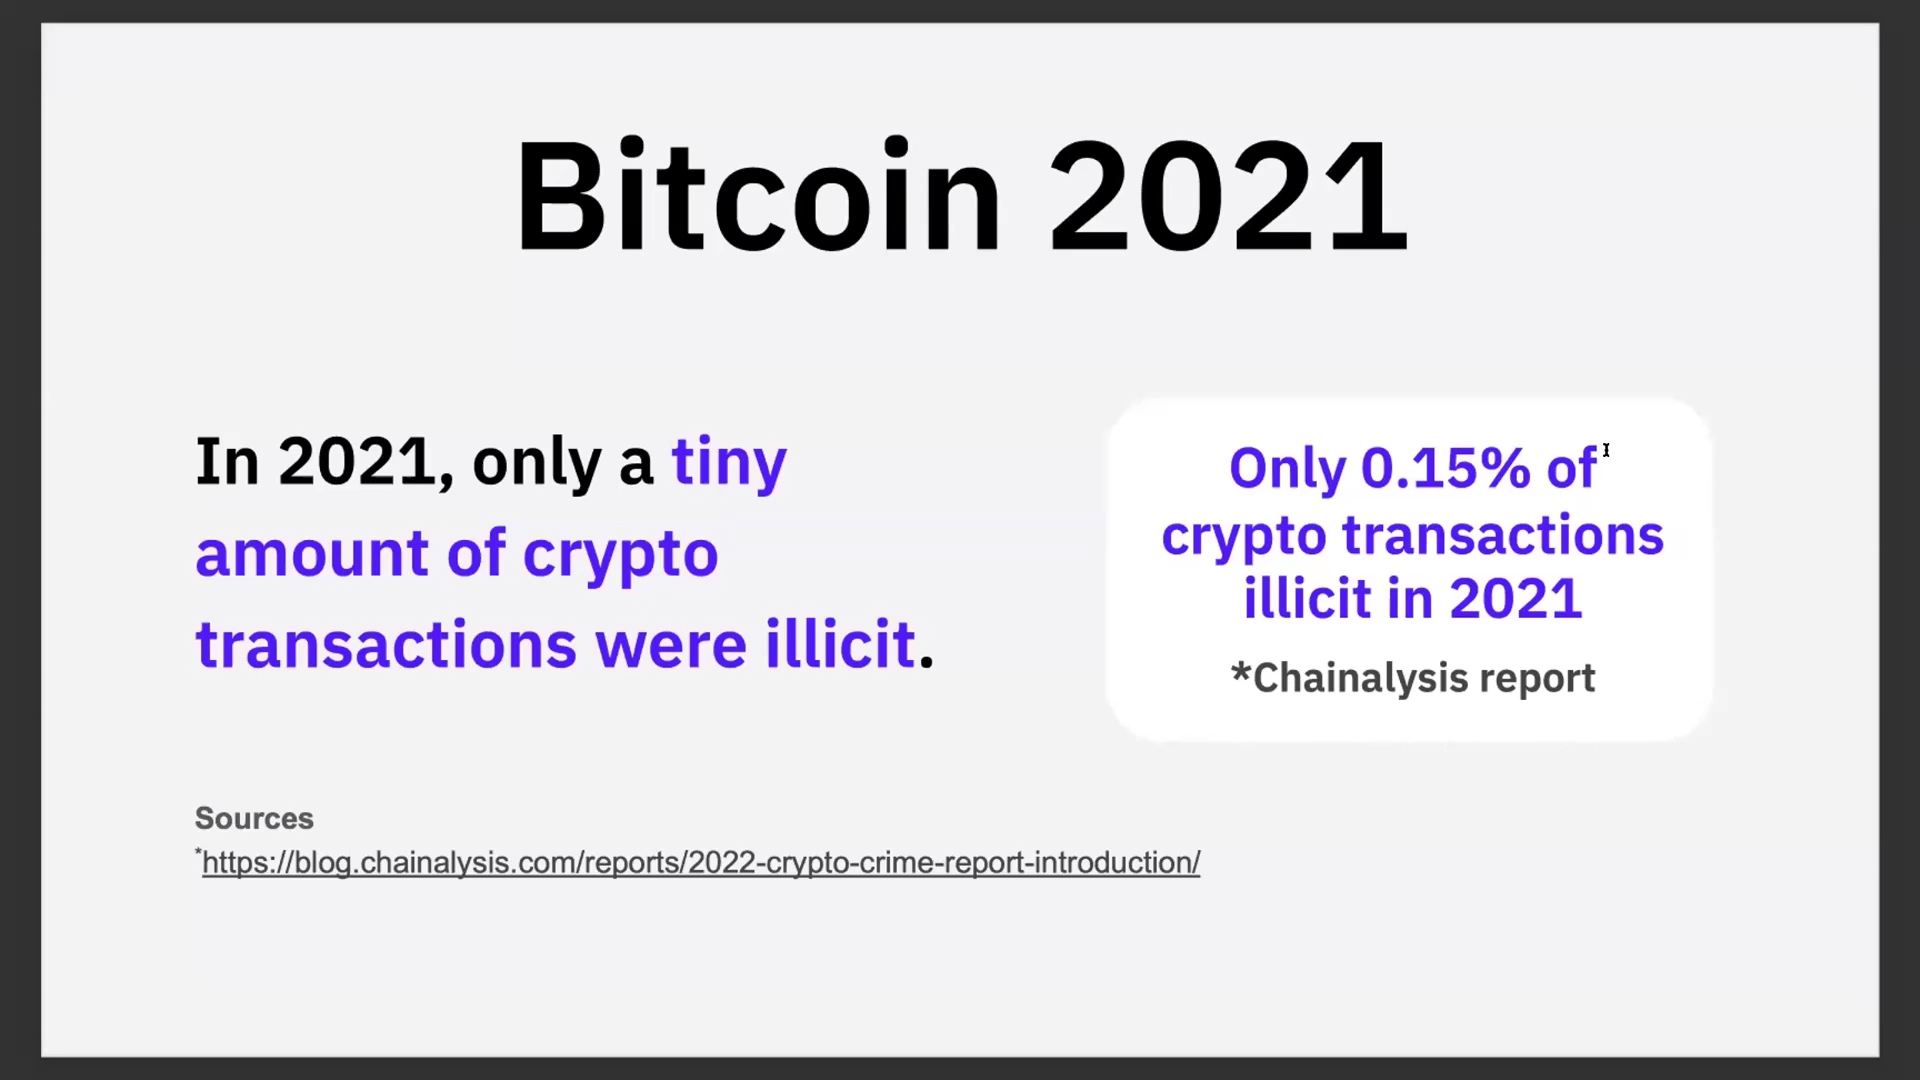 Bitcoin 2021
In 2021, only a tiny
amount of crypto
transactions were illicit.
Only 0.15% of
crypto transactions
illicit in 2021
*Chainalysis report
Sources
*https://blog.chainalysis.com/reports/2022-crypto-crime-report-introduction/